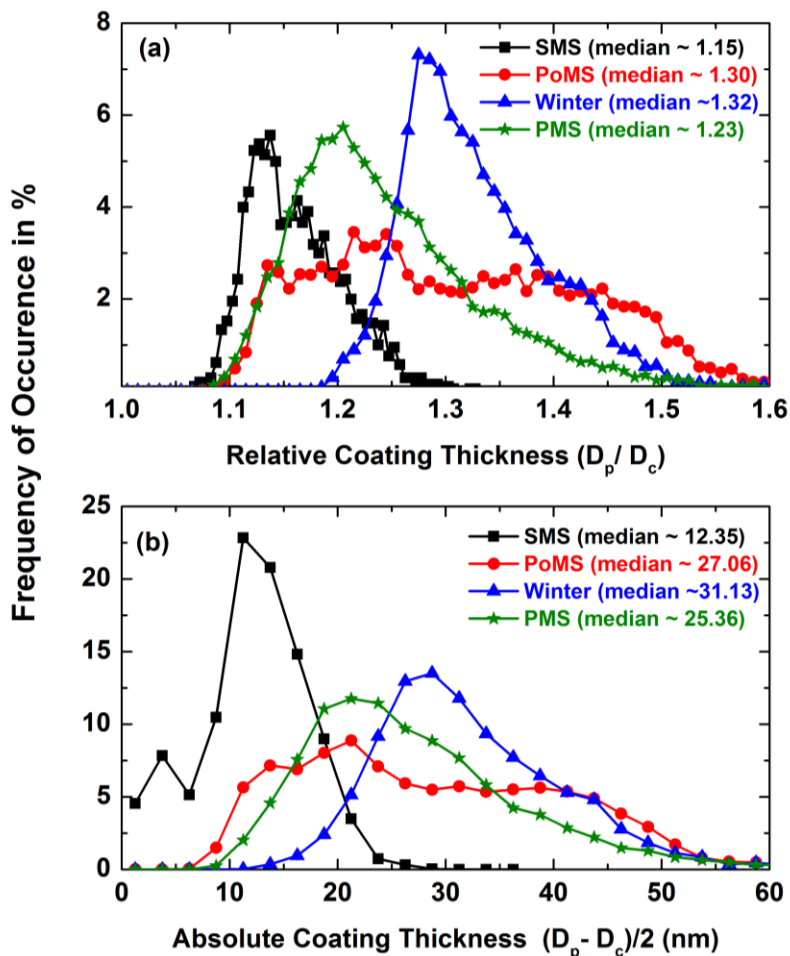 (a)
SMS (median ~ 1.15)
PoMS (median ~ 1.30)
Winter (median ~1.32)
PMS (median ~ 1.23)
8
6
4
2
1.0 1.1 1.2 1.3 1.4 1.5 1.6
Relative Coating Thickness (Dp/ Dc)
Frequency of Occurence in %
(b)
SMS (median ~ 12.35)
PoMS (median ~ 27.06)
Winter (median ~31.13)
PMS (median ~ 25.36)
25
20
15
10
5
0
0 10 20 30 40 50 60
Absolute Coating Thickness (Dp- Dc)/2 (nm)